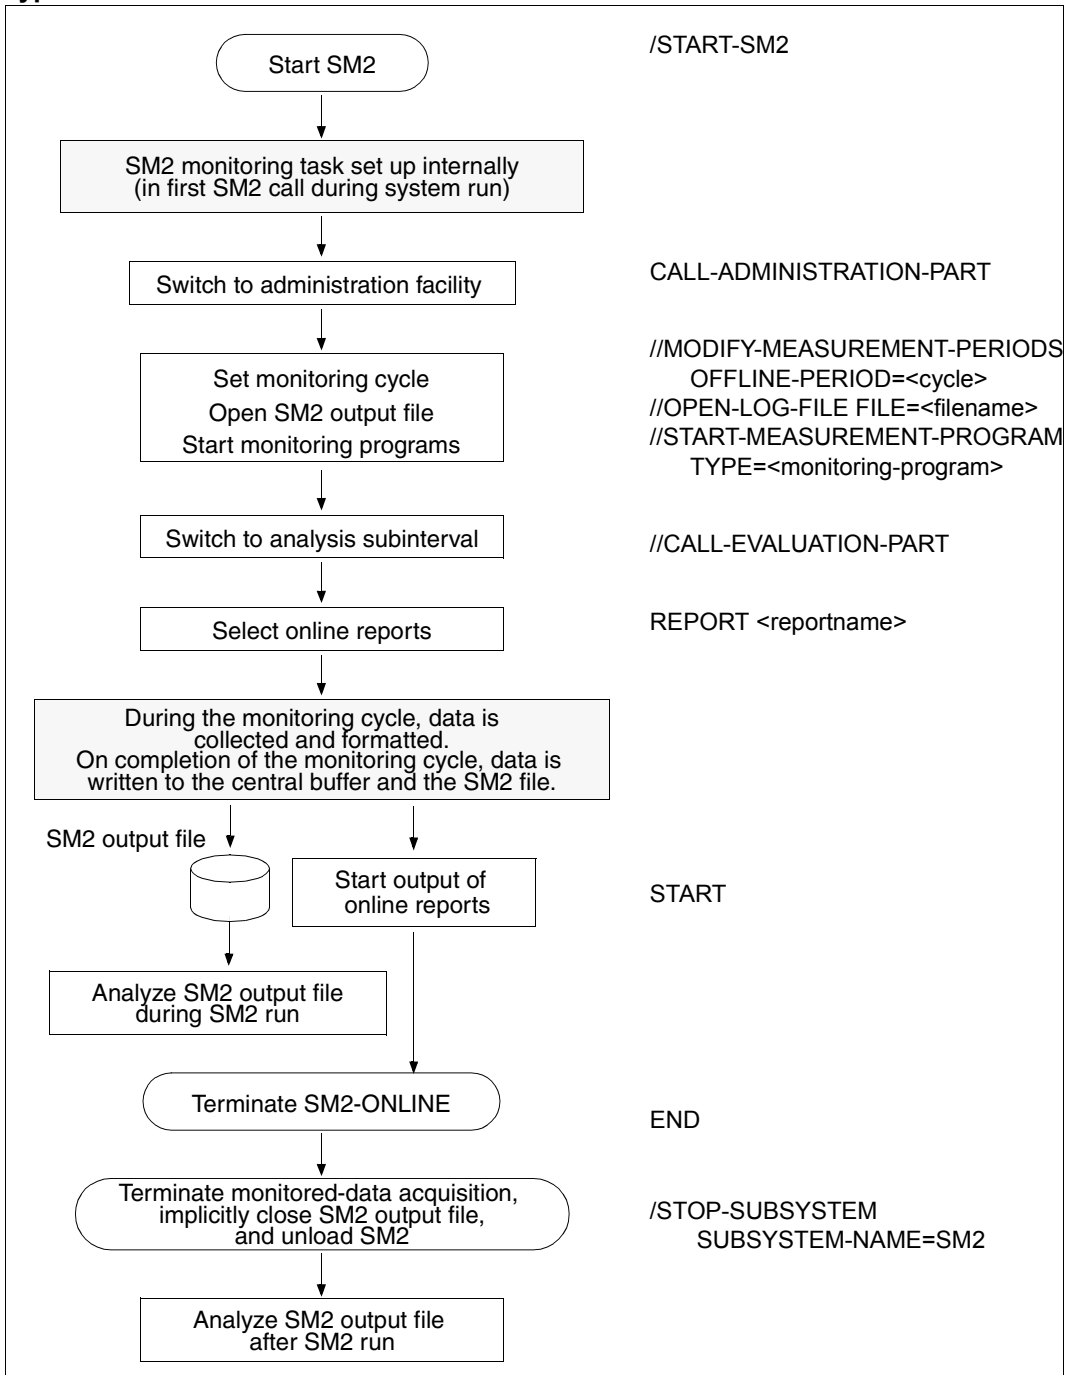 Start SM2
/START-SM2
SM2 monitoring task set up internally
(in first SM2 call during system run)
Switch to administration facility
CALL-ADMINISTRATION-PART
Set monitoring cycle
Open SM2 output file
Start monitoring programs
//MODIFY-MEASUREMENT-PERIODS
OFFLINE-PERIOD=<cycle>
//OPEN-LOG-FILE FILE=<filename>
//START-MEASUREMENT-PROGRAM
TYPE=<monitoring-program>
Switch to analysis subinterval
//CALL-EVALUATION-PART
Select online reports
REPORT <reportname>
During the monitoring cycle, data is
collected and formatted.
On completion of the monitoring cycle, data is
written to the central buffer and the SM2 file.
SM2 output file
Start output of
online reports
START
Analyze SM2 output file
during SM2 run
Terminate SM2-ONLINE
END
Terminate monitored-data acquisition,
implicitly close SM2 output file,
and unload SM2
/STOP-SUBSYSTEM
SUBSYSTEM-NAME=SM2
Analyze SM2 output file
after SM2 run